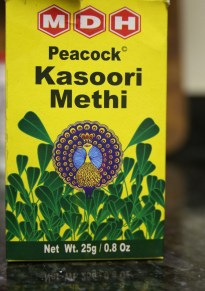 MDH
Peacock©
Kasoori
Methi
Net Wt. 25g / 0.8 Oz